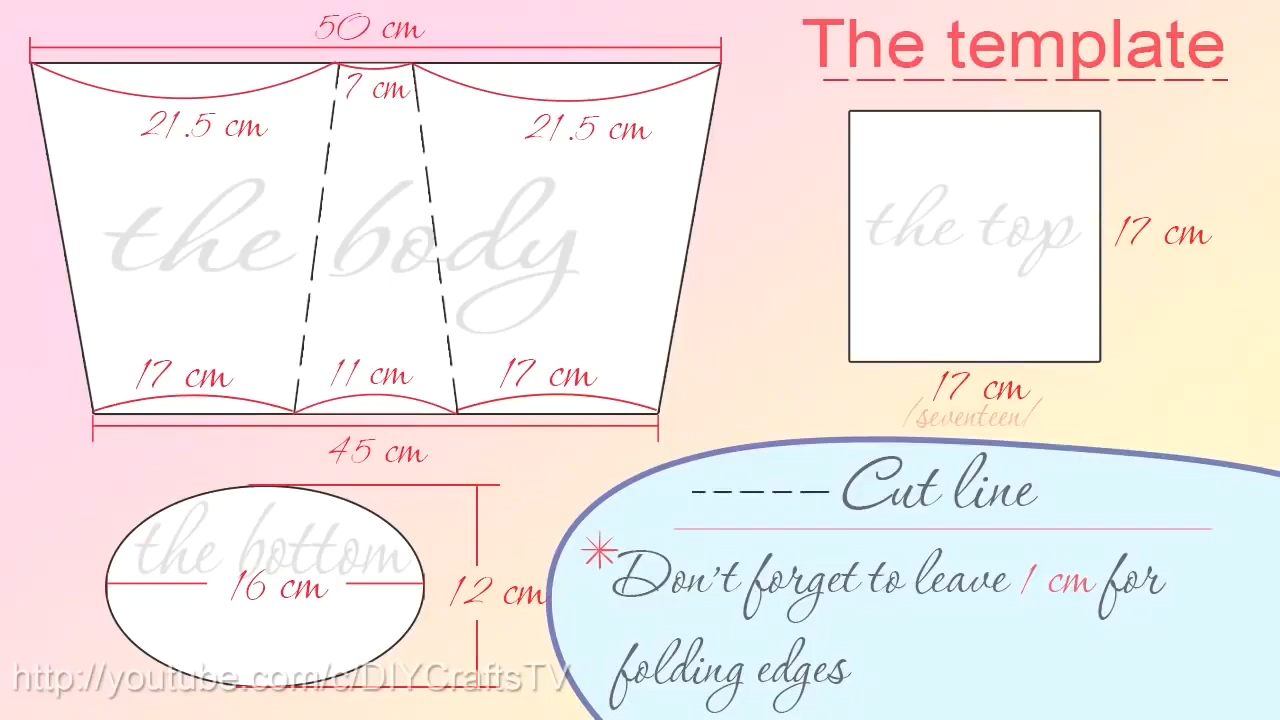 The template
50 cm
7 cm
21.5 cm
21.5 cm
the body
17 cm
11 cm
17 cm
45 cm
the top
17 cm
17 cm
/seventeen/
the bottom
16 cm
12 cm
----- Cut line
*Don't forget to leave 1 cm for
folding edges
http://youtube.com/c/DIYCraftsTV